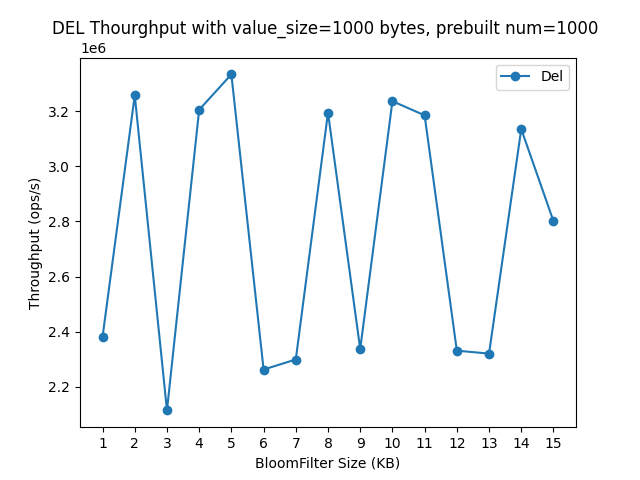 DEL Thourghput with value_size=1000 bytes, prebuilt num=1000
1e6
Del
3.2
3.0
2.8
2.6
2.4
2.2
Throughput (ops/s)
1 2 3 4 5 6 7 8 9 10 11 12 13 14 15
BloomFilter Size (KB)